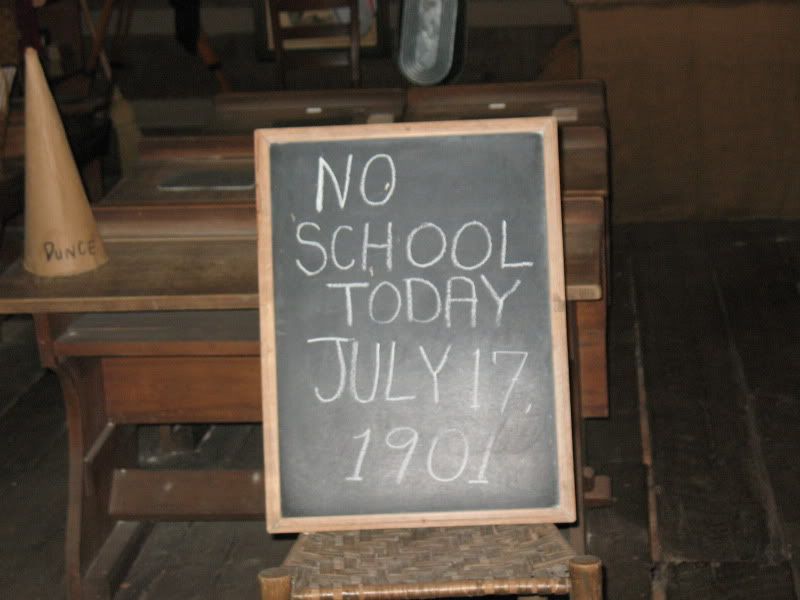 DUNCE
NO
SCHOOL
TODAY
JULY 17,
1901